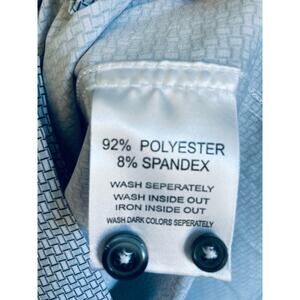 92% POLYESTER
8% SPANDEX
WASH SEPERATELY
WASH INSIDE OUT
IRON INSIDE OUT
WASH DARK COLORS SEPERATELY